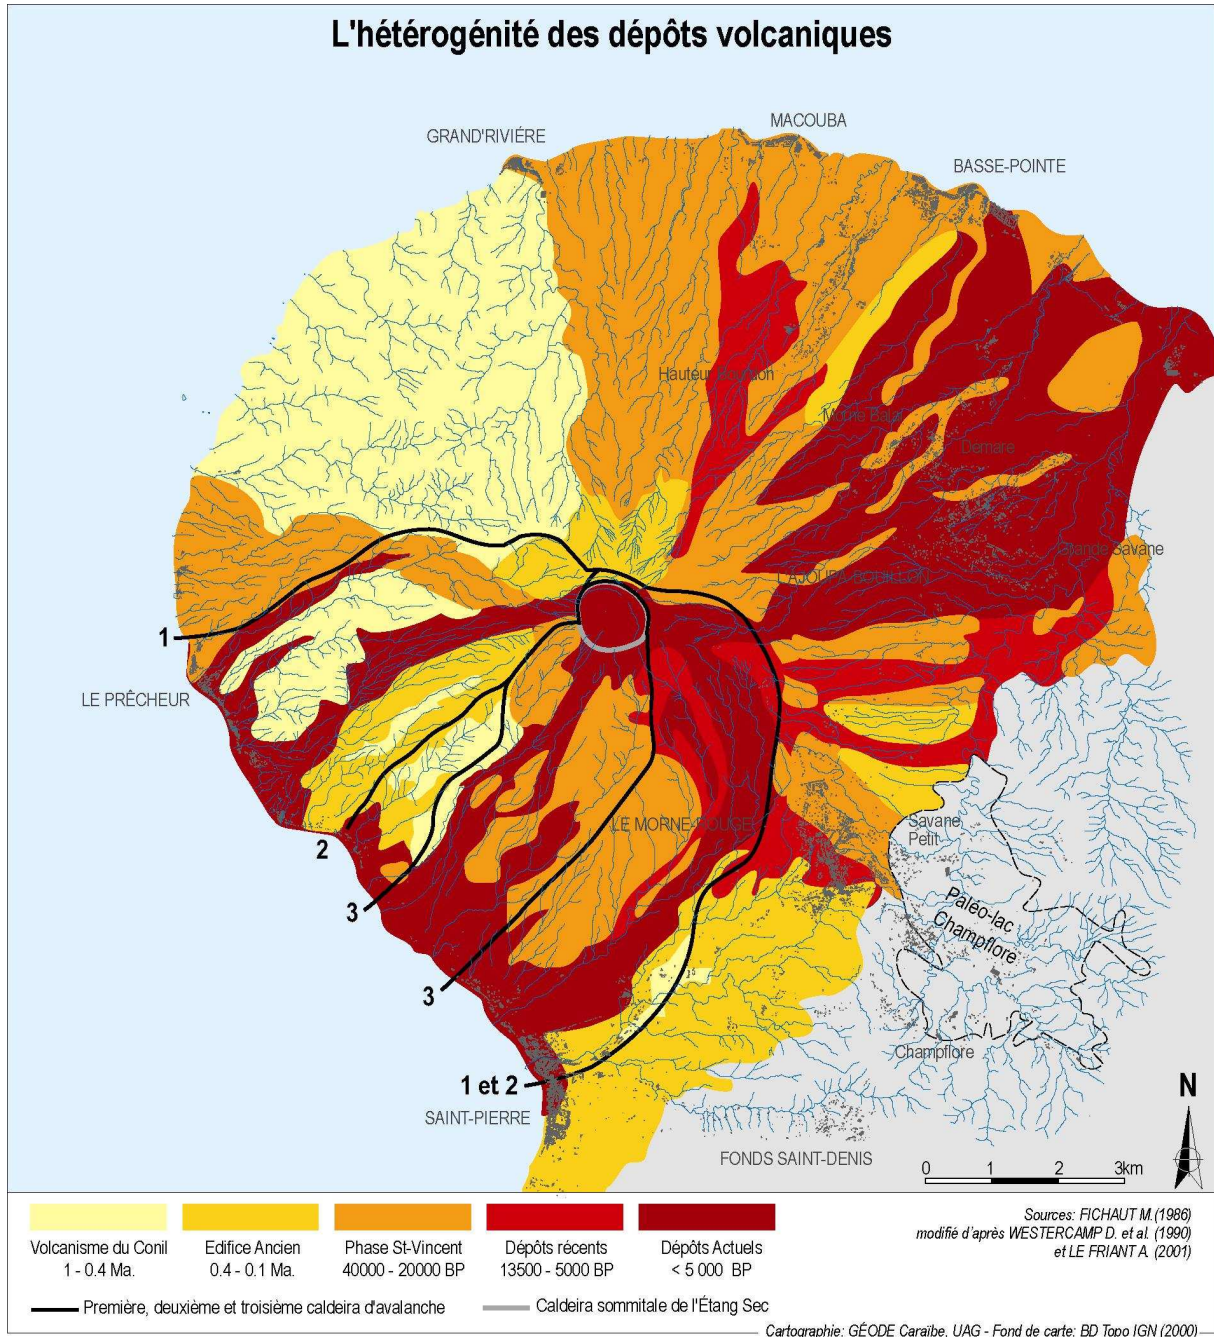 L'hétérogénité des dépôts volcaniques
MACOUBA
GRAND'RIVIÉRE
BASSE-POINTE
Hauteur Bourdon
Morne Balai
Demare
Grande Savane
L'AJOUPA-BOUILLON
1
LE PRÊCHEUR
LE MORNE-ROUGE
Savane
Petit
2
Paleo-lac
Champflore
3
3
Champflore
1 et 2
SAINT-PIERRE
N
FONDS SAINT-DENIS
0 1 2 3km
Volcanisme du Conil
1 - 0.4 Ma.
Edifice Ancien
0.4 - 0.1 Ma.
Phase St-Vincent
40000 - 20000 BP
Dépôts récents
13500 - 5000 BP
Dépôts Actuels
< 5 000 BP
Sources: FICHAUT M.(1986)
modifié d'après WESTERCAMP D. et al. (1990)
et LE FRIANT A. (2001)
Première, deuxième et troisième caldeira d'avalanche
Caldeira sommitale de l'Étang Sec
Cartographie: GÉODE Caraïbe, UAG - Fond de carte: BD Topo IGN (2000)